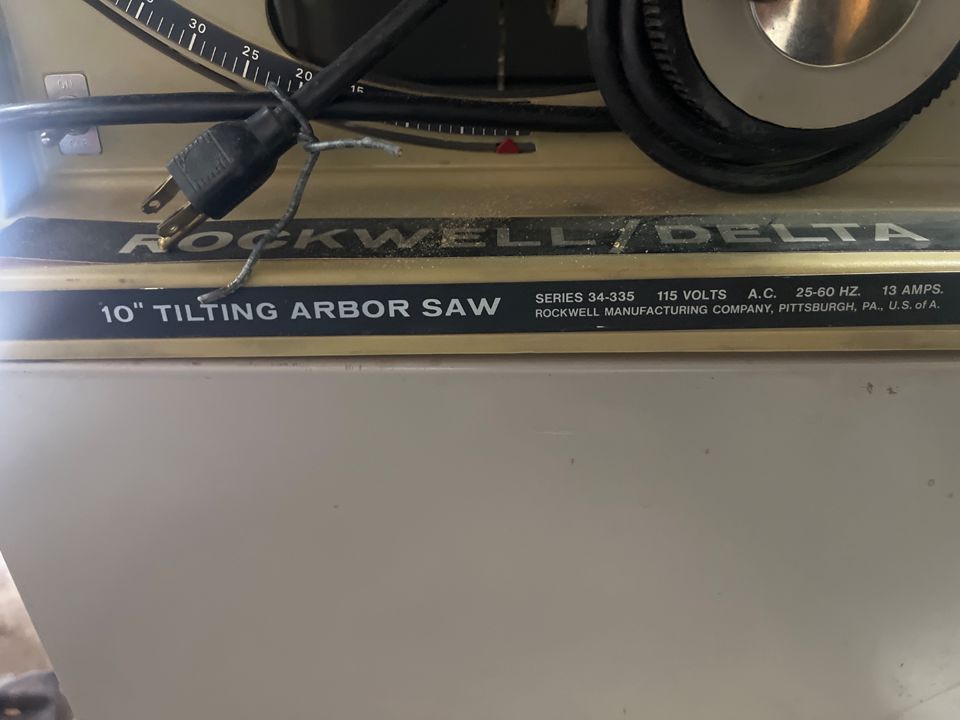 30
25
20
15
ROCKWELL/DELTA
10" TILTING ARBOR SAW
SERIES 34-335 115 VOLTS A.C. 25-60 HZ. 13 AMPS.
ROCKWELL MANUFACTURING COMPANY, PITTSBURGH, PA., U.S. of A.